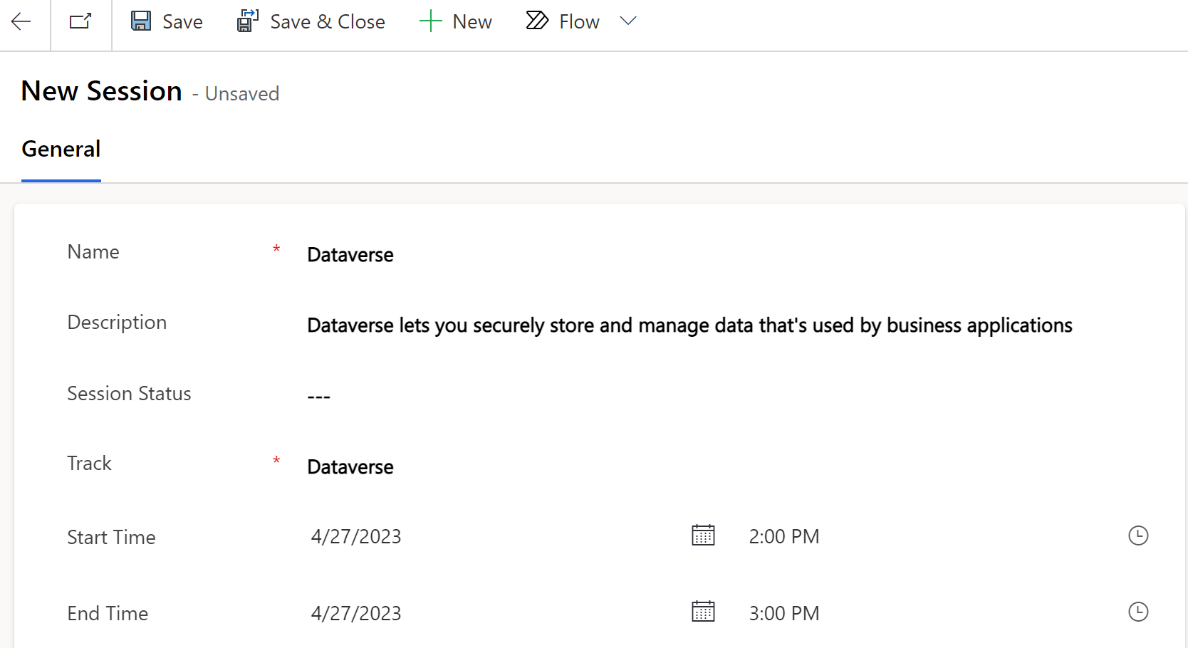 Save Save & Close New Flow
New Session - Unsaved
General
Name * Dataverse
Description Dataverse lets you securely store and manage data that's used by business applications
Session Status ---
Track * Dataverse
Start Time 4/27/2023 2:00 PM
End Time 4/27/2023 3:00 PM